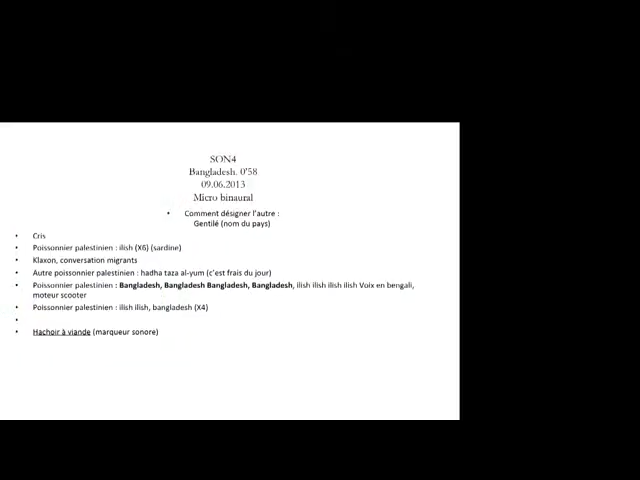 SON4
Bangladesh. 0'58
09.06.2013
Micro binaural
• Comment désigner l'autre :
Gentilé (nom du pays)
• Cris
• Poissonnier palestinien : ilish (X6) (sardine)
• Klaxon, conversation migrants
• Autre poissonnier palestinien : hadha taza al-yum (c'est frais du jour)
• Poissonnier palestinien : Bangladesh, Bangladesh Bangladesh, Bangladesh, ilish ilish ilish ilish Voix en bengali,
moteur scooter
• Poissonnier palestinien : ilish ilish, bangladesh (X4)
•
• Hachoir à viande (marqueur sonore)